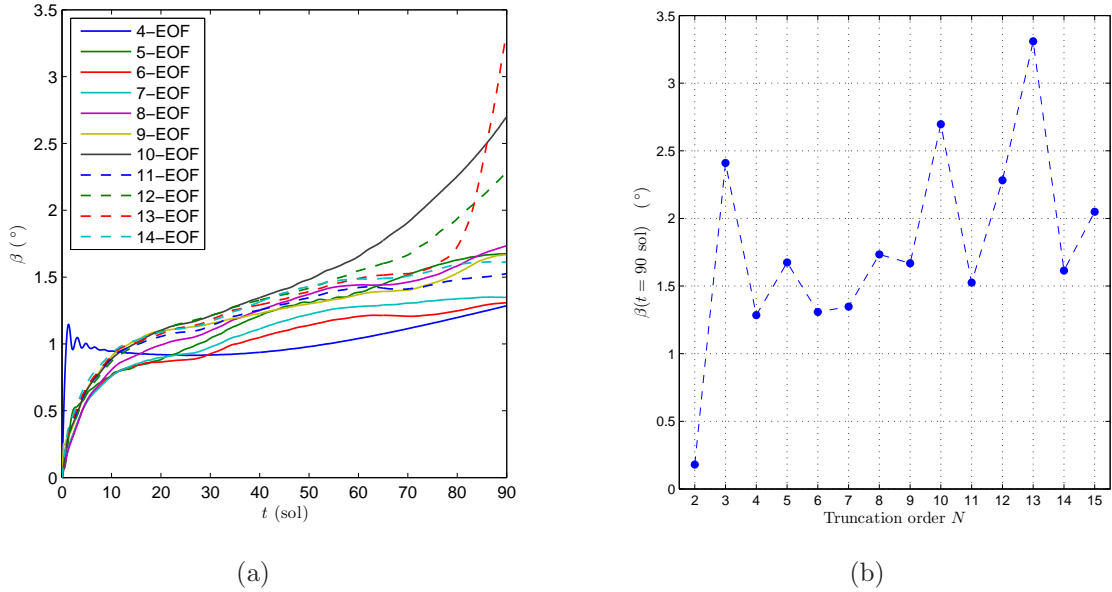 3.5
3
2.5
2
1.5
1
0.5
0
β (°)
4−EOF
5−EOF
6−EOF
7−EOF
8−EOF
9−EOF
10−EOF
11−EOF
12−EOF
13−EOF
14−EOF
0 10 20 30 40 50 60 70 80 90
t (sol)
(a)
3.5
3
2.5
2
1.5
1
0.5
0
β(t = 90 sol) (°)
2 3 4 5 6 7 8 9 10 11 12 13 14 15
Truncation order N
(b)